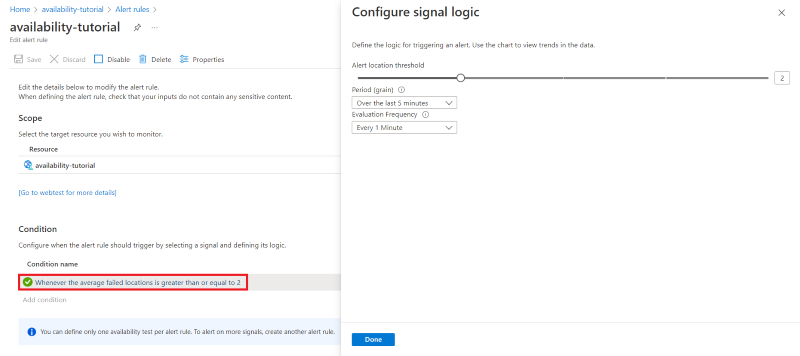 Home > availability-tutorial > Alert rules >
availability-tutorial
Edit alert rule
Save Discard Disable Delete Properties
Edit the details below to modify the alert rule.
When defining the alert rule, check that your inputs do not contain any sensitive content.
Scope
Select the target resource you wish to monitor.
Resource
availability-tutorial
[Go to webtest for more details]
Condition
Configure when the alert rule should trigger by selecting a signal and defining its logic.
Condition name
Whenever the average failed locations is greater than or equal to 2
Add condition
You can define only one availability test per alert rule. To alert on more signals, create another alert rule.
Configure signal logic
Define the logic for triggering an alert. Use the chart to view trends in the data.
Alert location threshold
2
Period (grain)
Over the last 5 minutes
Evaluation Frequency
Every 1 Minute
Done